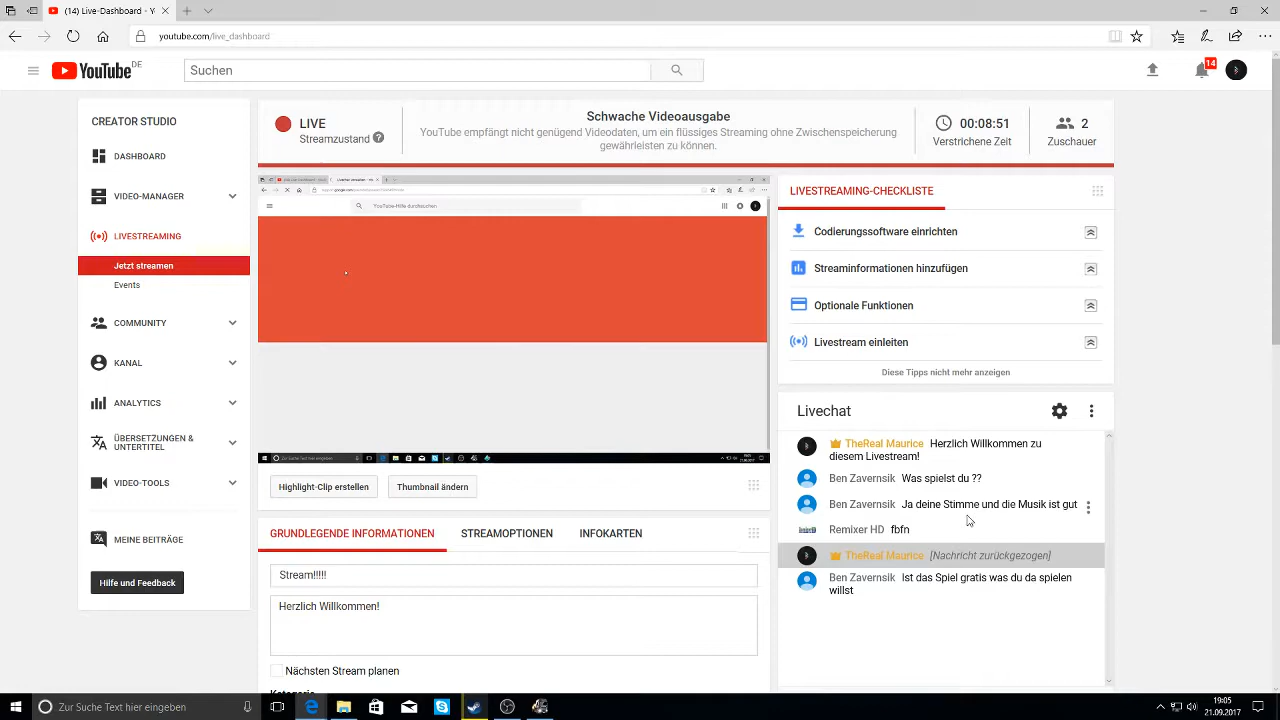 (14) Live-Dashboard - Y
youtube.com/live_dashboard
YouTube DE
Suchen
14
CREATOR STUDIO
DASHBOARD
VIDEO-MANAGER
LIVESTREAMING
Jetzt streamen
Events
COMMUNITY
KANAL
ANALYTICS
ÜBERSETZUNGEN &
UNTERTITEL
VIDEO-TOOLS
MEINE BEITRÄGE
Hilfe und Feedback
LIVE
Streamzustand ?
Schwache Videoausgabe
YouTube empfängt nicht genügend Videodaten, um ein flüssiges Streaming ohne Zwischenspeicherung
gewährleisten zu können.
00:08:51
Verstrichene Zeit
2
Zuschauer
YouTube-Hilfe durchsuchen
Highlight-Clip erstellen
Thumbnail ändern
GRUNDLEGENDE INFORMATIONEN
STREAMOPTIONEN
INFOKARTEN
Stream!!!!!
Herzlich Willkommen!
Nächsten Stream planen
Kategorie
LIVESTREAMING-CHECKLISTE
Codierungssoftware einrichten
Streaminformationen hinzufügen
Optionale Funktionen
Livestream einleiten
Diese Tipps nicht mehr anzeigen
Livechat
TheReal Maurice Herzlich Willkommen zu
diesem Livestream!
Ben Zavernsik Was spielst du ??
Ben Zavernsik Ja deine Stimme und die Musik ist gut
Remixer HD fbfn
TheReal Maurice [Nachricht zurückgezogen]
Ben Zavernsik Ist das Spiel gratis was du da spielen
willst
Zur Suche Text hier eingeben
19:05
21.09.2017